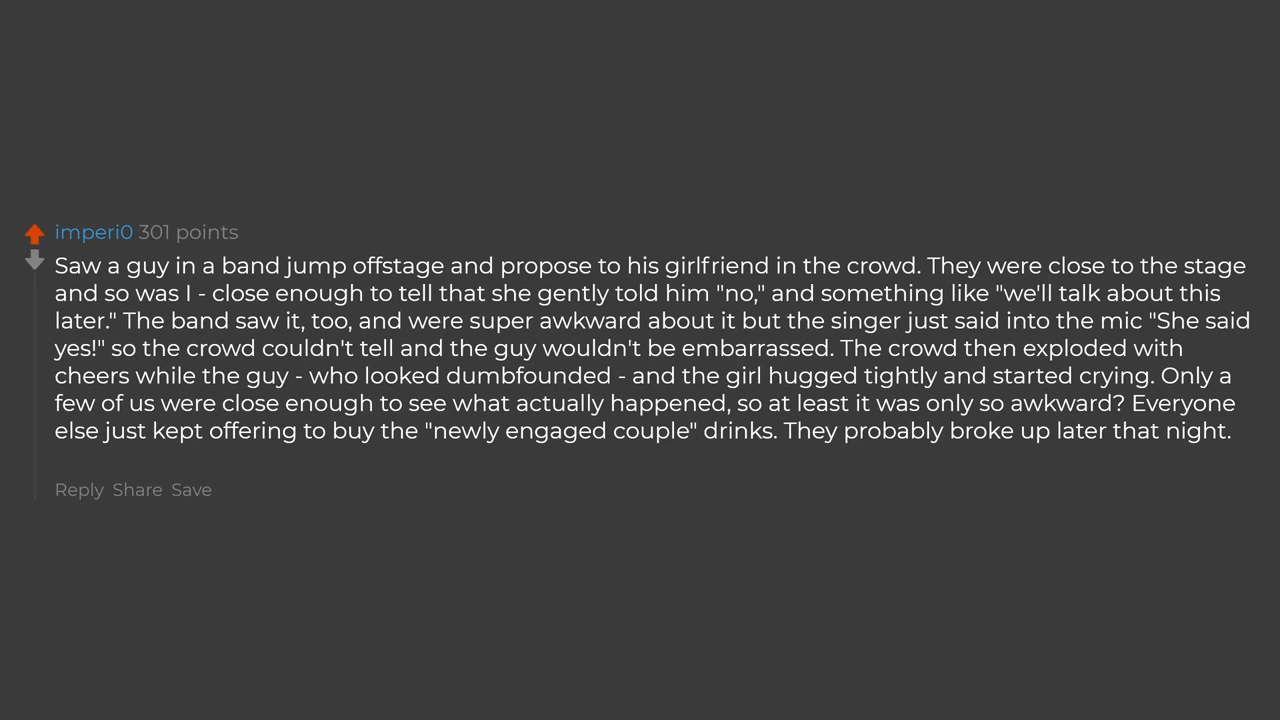 imperi0 301 points
Saw a guy in a band jump offstage and propose to his girlfriend in the crowd. They were close to the stage
and so was I - close enough to tell that she gently told him "no," and something like "we'll talk about this
later." The band saw it, too, and were super awkward about it but the singer just said into the mic "She said
yes!" so the crowd couldn't tell and the guy wouldn't be embarrassed. The crowd then exploded with
cheers while the guy - who looked dumbfounded - and the girl hugged tightly and started crying. Only a
few of us were close enough to see what actually happened, so at least it was only so awkward? Everyone
else just kept offering to buy the "newly engaged couple" drinks. They probably broke up later that night.
Reply Share Save